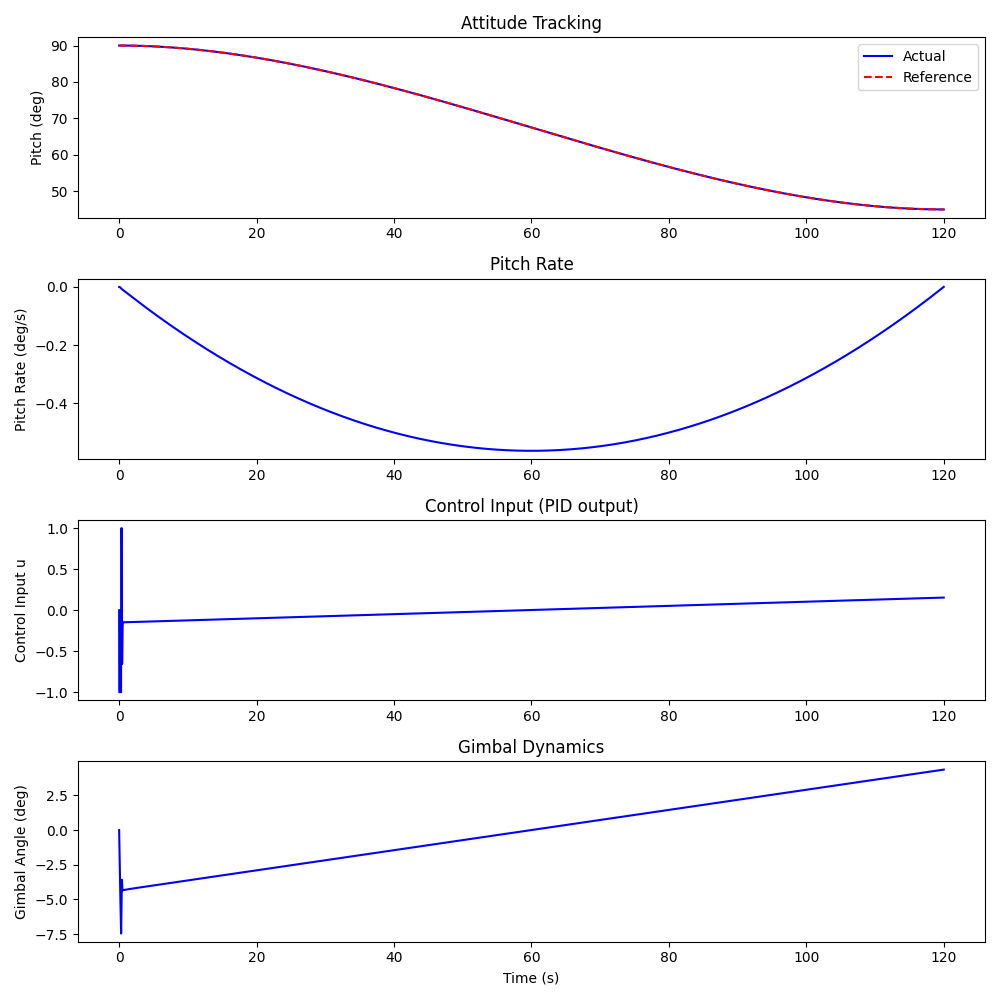 Attitude Tracking
Pitch (deg)
90
80
70
60
50
Actual
Reference
0 20 40 60 80 100 120
Pitch Rate
Pitch Rate (deg/s)
0.0
−0.2
−0.4
0 20 40 60 80 100 120
Control Input (PID output)
Control Input u
1.0
0.5
0.0
−0.5
−1.0
0 20 40 60 80 100 120
Gimbal Dynamics
Gimbal Angle (deg)
2.5
0.0
−2.5
−5.0
−7.5
0 20 40 60 80 100 120
Time (s)